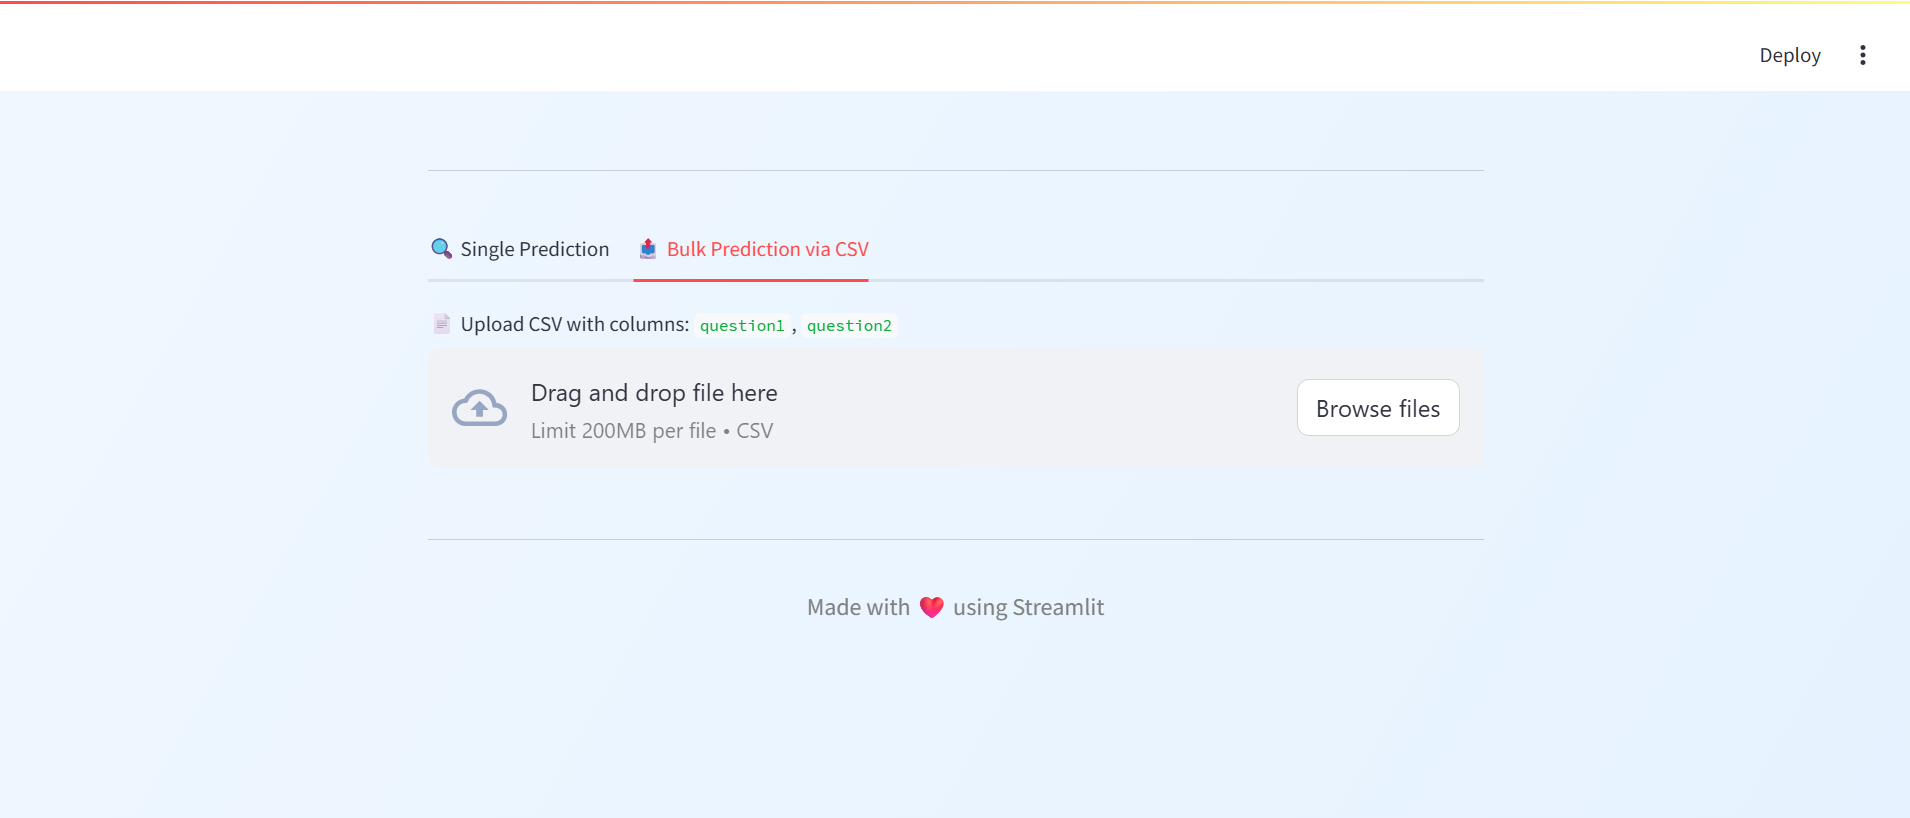 Deploy
Single Prediction Bulk Prediction via CSV
Upload CSV with columns: question1, question2
Drag and drop file here
Limit 200MB per file • CSV
Browse files
Made with ❤️ using Streamlit